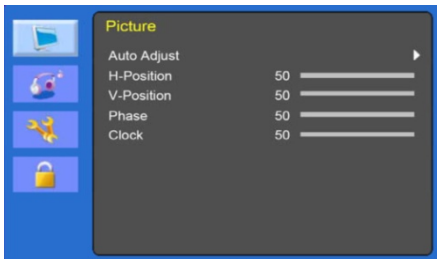 Picture
Auto Adjust
H-Position 50
V-Position 50
Phase 50
Clock 50